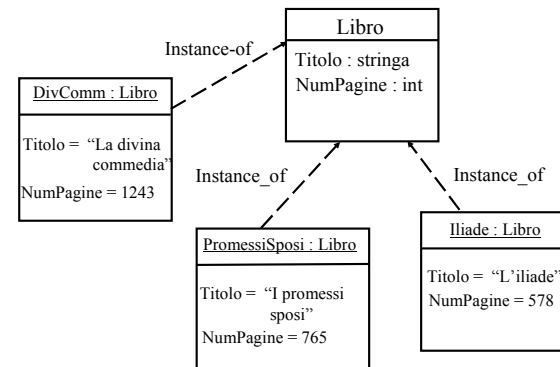 Libro
Titolo : stringa
NumPagine : int
Instance-of
DivComm : Libro
Titolo = “La divina
commedia”
NumPagine = 1243
Instance_of
Instance_of
PromessiSposi : Libro
Titolo = “I promessi
sposi”
NumPagine = 765
Iliade : Libro
Titolo = “L’iliade”
NumPagine = 578